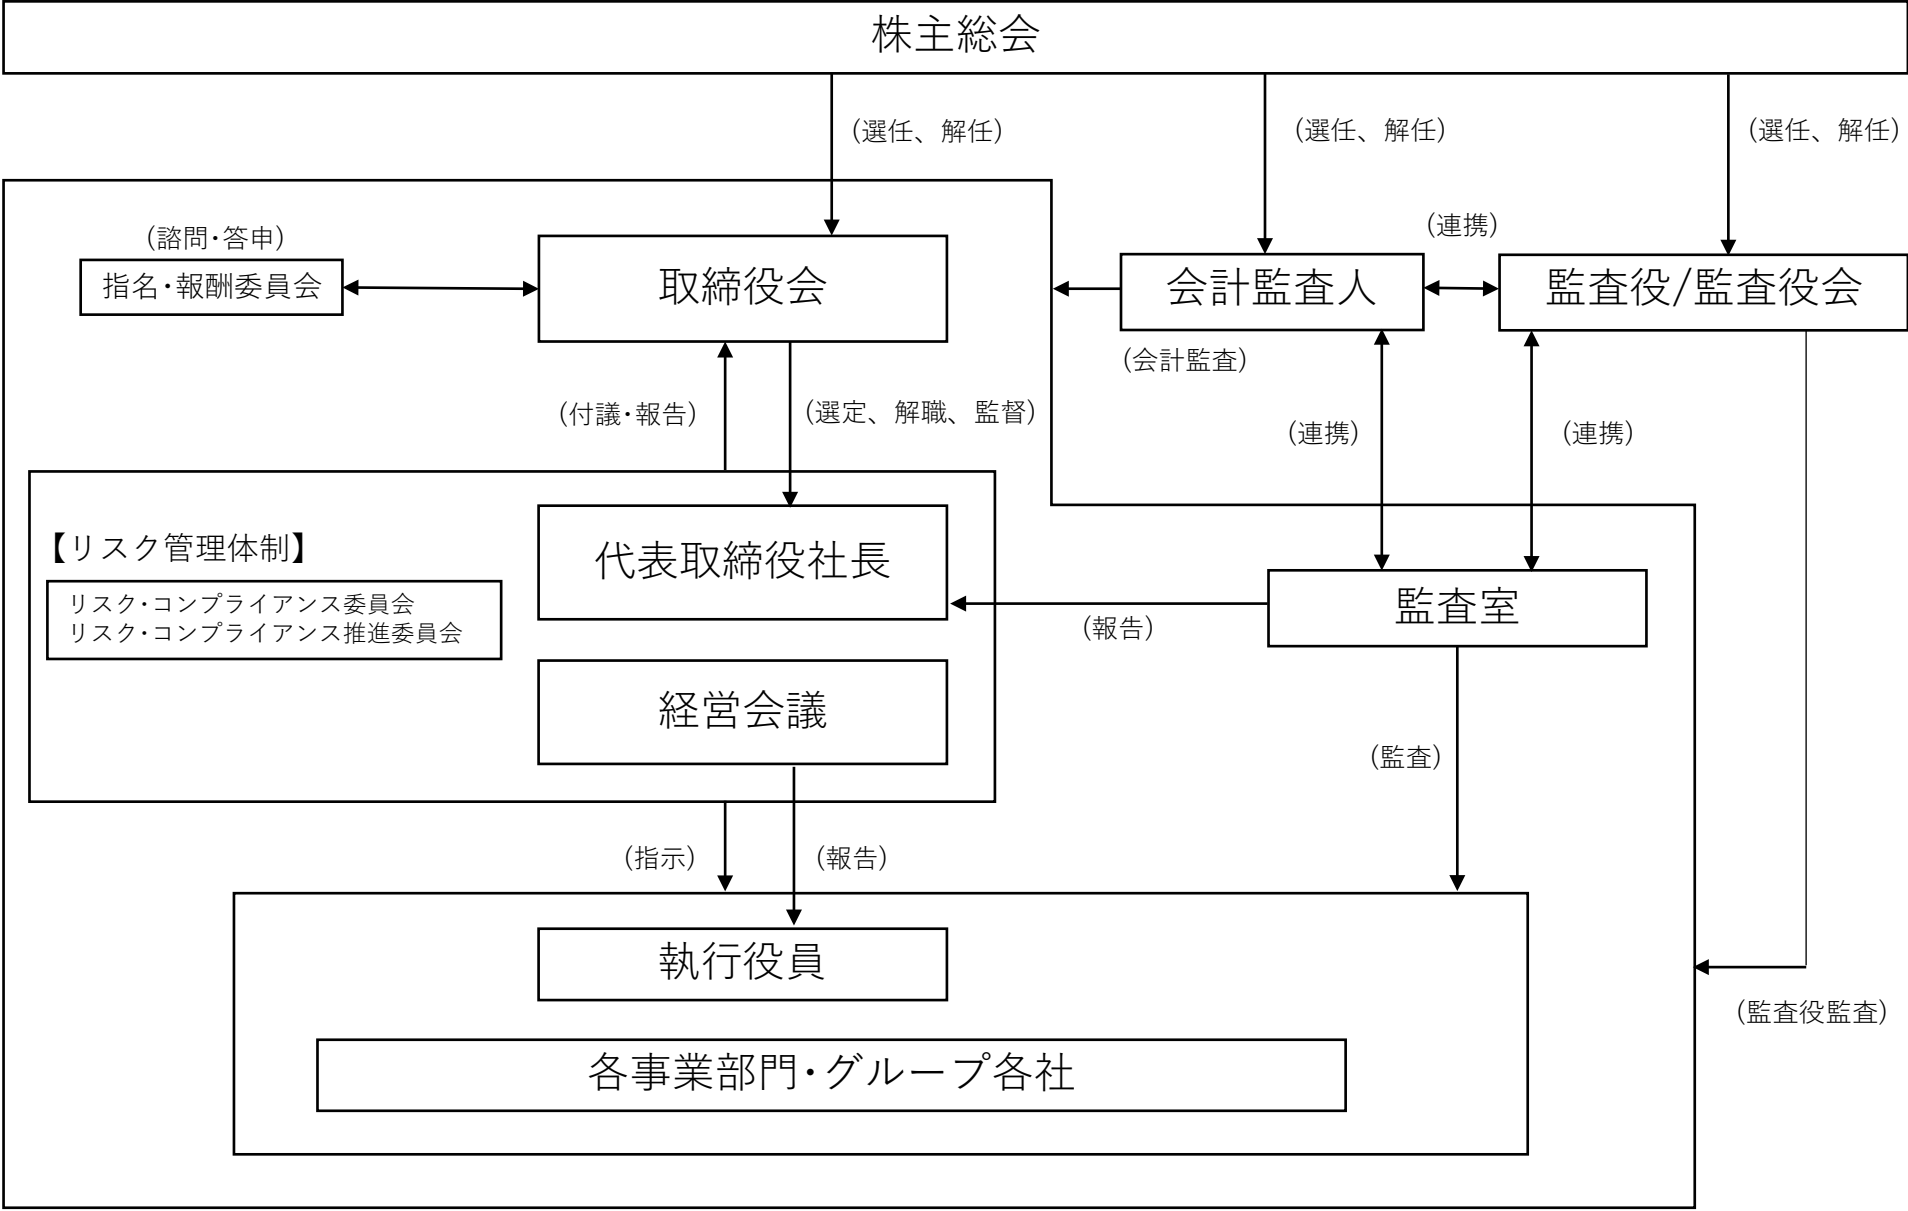 株主総会
(選任、解任)
(選任、解任)
(選任、解任)
(諮問・答申)
指名・報酬委員会
取締役会
会計監査人
(連携)
監査役/監査役会
(会計監査)
(付議・報告)
(選定、解職、監督)
(連携)
(連携)
【リスク管理体制】
リスク・コンプライアンス委員会
リスク・コンプライアンス推進委員会
代表取締役社長
監査室
(報告)
経営会議
(監査)
(指示)
(報告)
執行役員
(監査役監査)
各事業部門・グループ各社